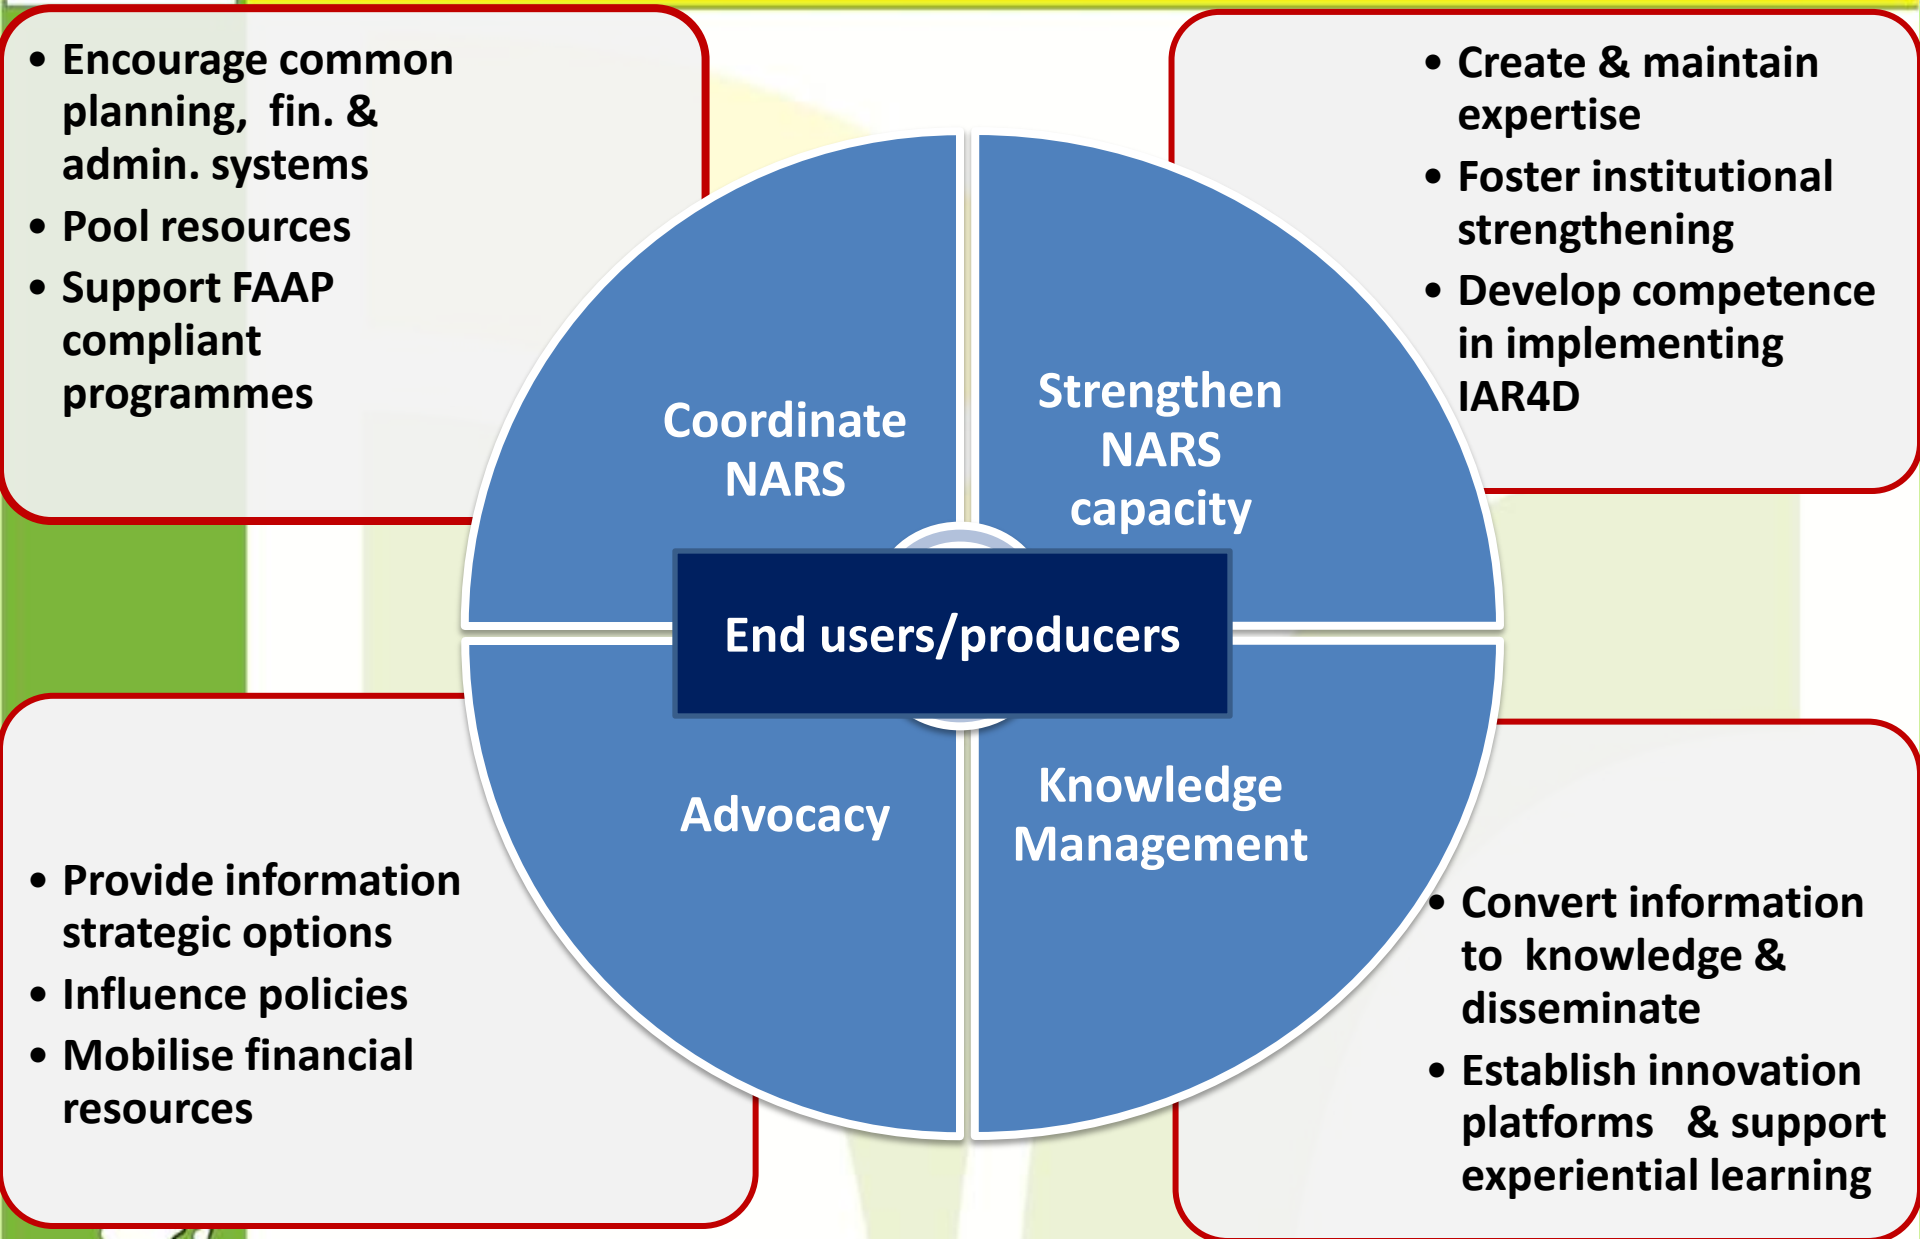 • Encourage common
planning, fin. &
admin. systems
• Pool resources
• Support FAAP
compliant
programmes
• Create & maintain
expertise
• Foster institutional
strengthening
• Develop competence
in implementing
IAR4D
Coordinate
NARS
Strengthen
NARS
capacity
End users/producers
Advocacy
Knowledge
Management
• Provide information
strategic options
• Influence policies
• Mobilise financial
resources
• Convert information
to knowledge &
disseminate
• Establish innovation
platforms & support
experiential learning